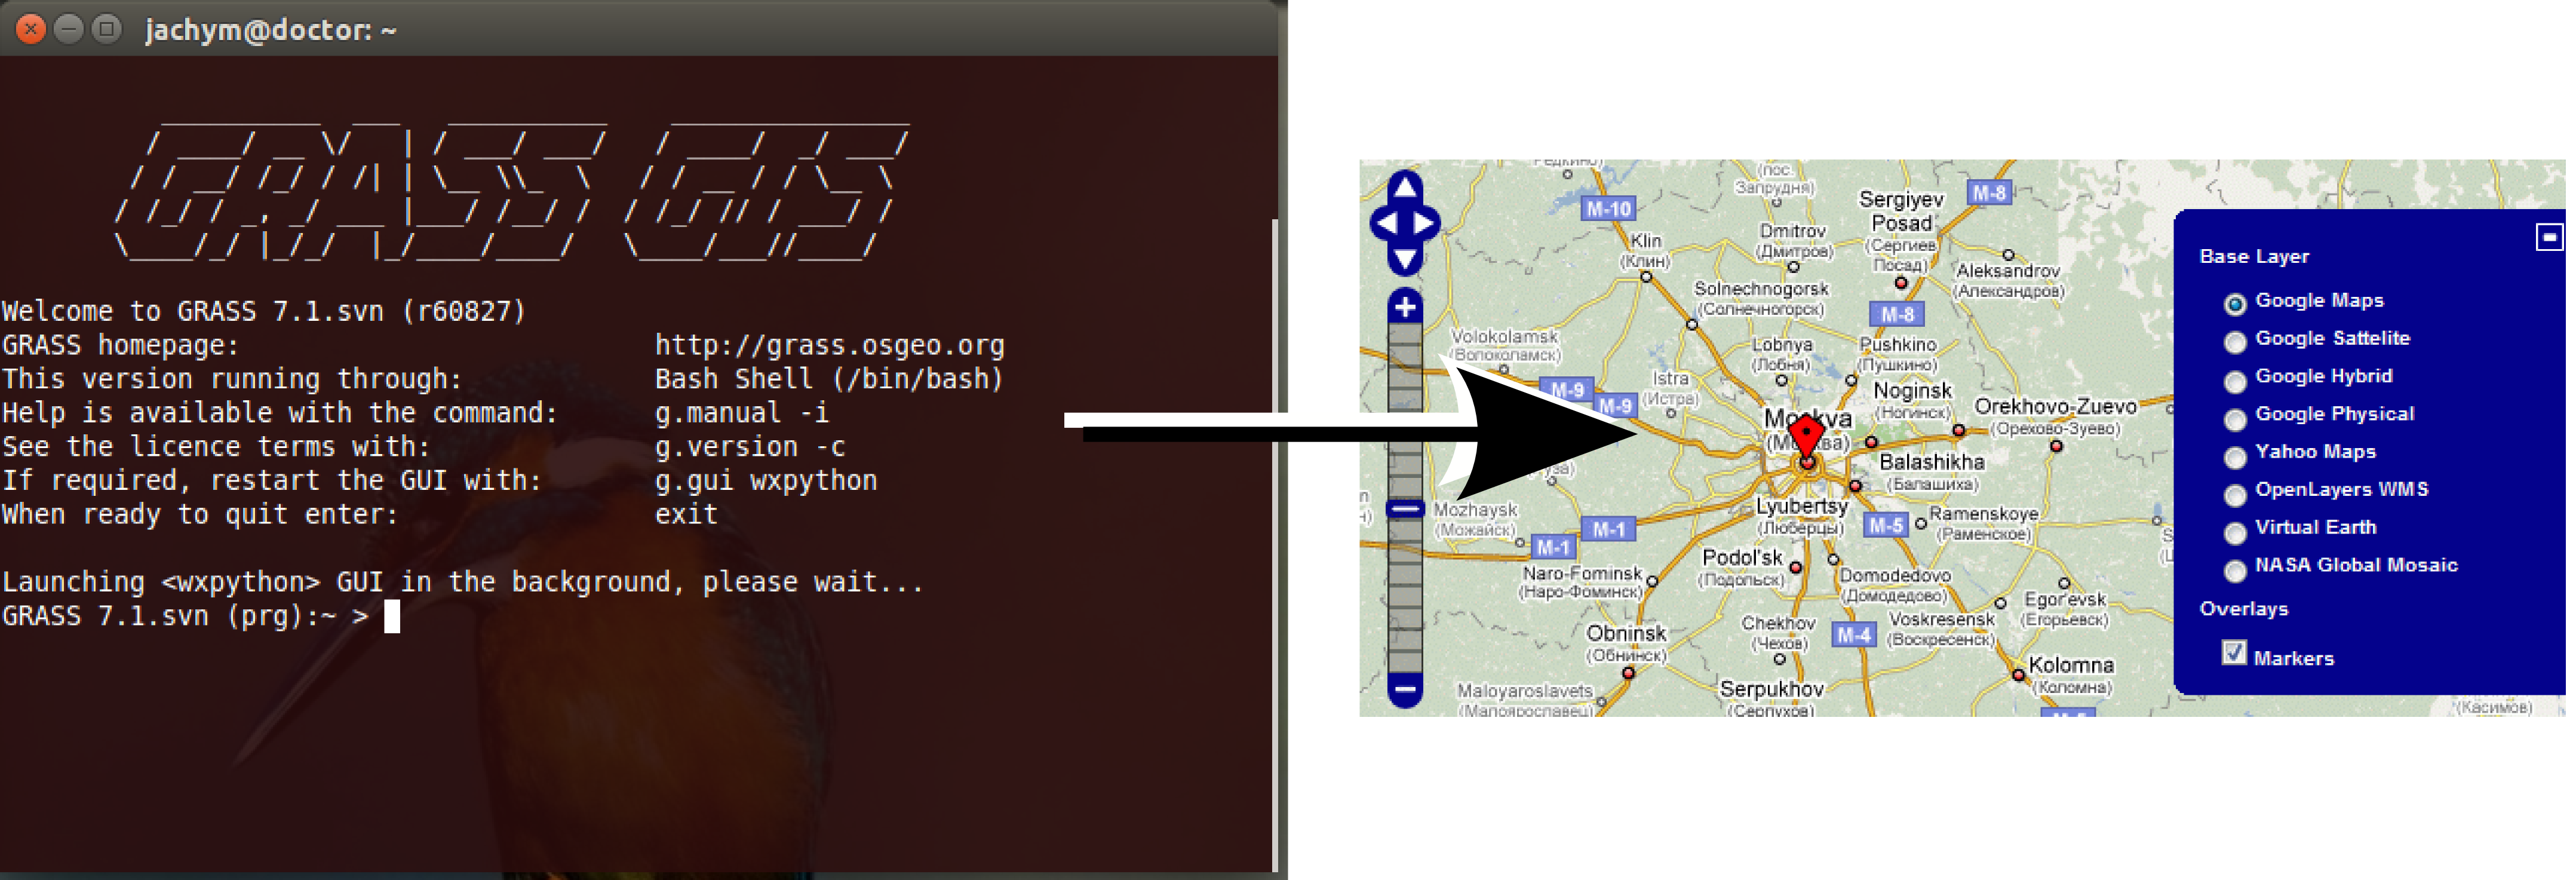 jachym@doctor: ~
GRASS GIS
Welcome to GRASS 7.1.svn (r60827)
GRASS homepage: http://grass.osgeo.org
This version running through: Bash Shell (/bin/bash)
Help is available with the command: g.manual -i
See the licence terms with: g.version -c
If required, restart the GUI with: g.gui wxpython
When ready to quit enter: exit
Launching <wxpython> GUI in the background, please wait...
GRASS 7.1.svn (prg):~ >
Редкино)
(пос.
Запрудня)
M-10
Sergiyev
Posad
(Сергиев
Посад)
M-8
Klin
(Клин)
Dmitrov
(Дмитров)
Aleksandrov
(Александров)
Solnechnogorsk
(Солнечногорск)
M-8
Volokolamsk
(Волоколамск)
Lobnya
(Лобня)
Pushkino
(Пушкино)
Istra
(Истра)
M-9
M-9
Noginsk
(Ногинск)
Orekhovo-Zuevo
(Орехово-Зуево)
Balashikha
(Балашиха)
Mozhaysk
(Можайск)
Lyubertsy
(Люберцы)
M-1
M-1
M-5
Ramenskoye
(Раменское)
Podol'sk
(Подольск)
Naro-Fominsk
(Наро-Фоминск)
Domodedovo
(Домодедово)
Egor'evsk
(Егорьевск)
Chekhov
(Чехов)
M-4
Voskresensk
(Воскресенск)
Obninsk
(Обнинск)
Kolomna
(Коломна)
Maloyaroslavets
(Малоярославец)
Serpukhov
(Серпухов)
(Касимов)
Base Layer
Google Maps
Google Sattelite
Google Hybrid
Google Physical
Yahoo Maps
OpenLayers WMS
Virtual Earth
NASA Global Mosaic
Overlays
Markers